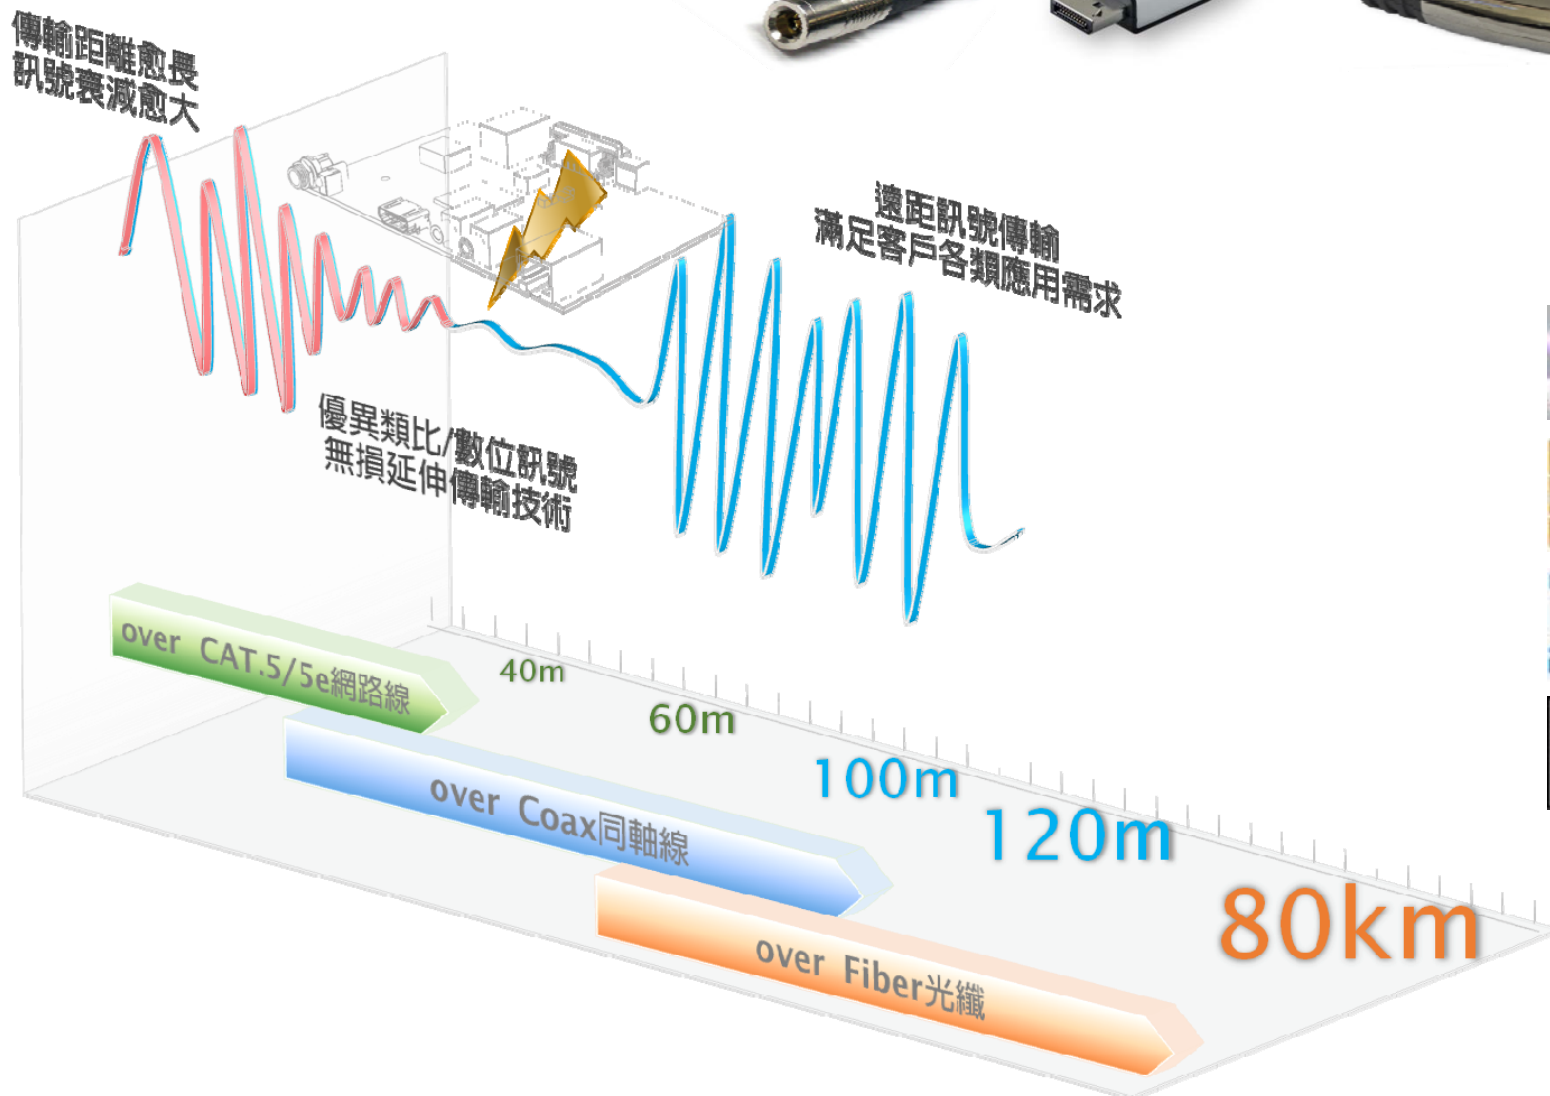 傳輸距離愈長
訊號衰減愈大
遠距訊號傳輸
滿足客戶各類應用需求
優異類比/數位訊號
無損延伸傳輸技術
over CAT.5/5e網路線
40m
60m
over Coax同軸線
100m
120m
over Fiber光纖
80km